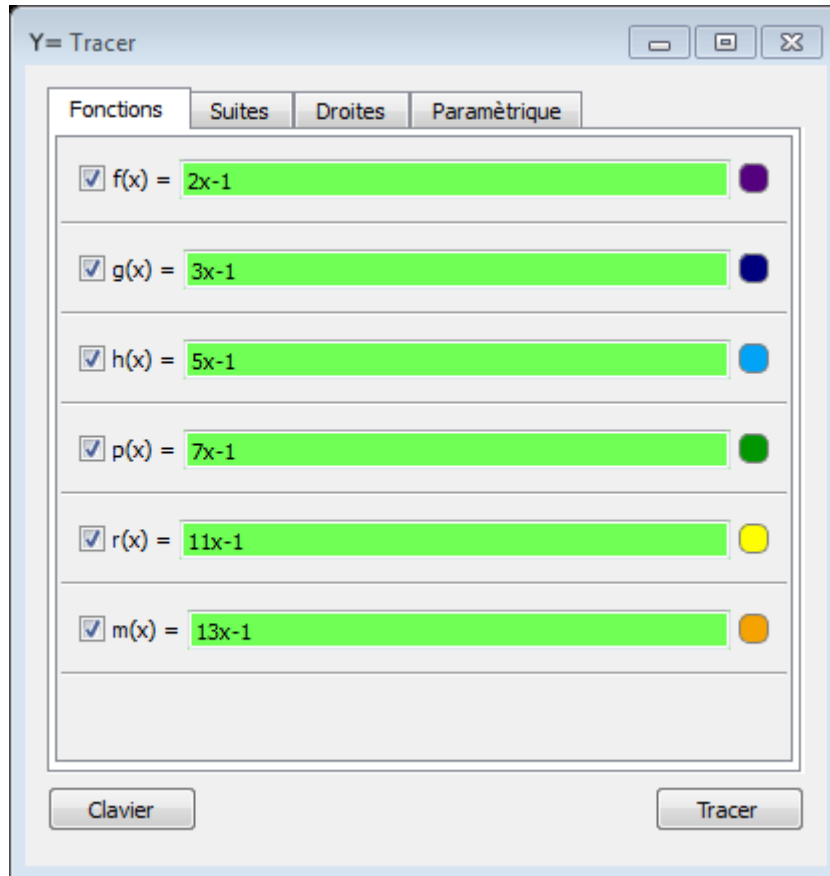 Y= Tracer
Fonctions Suites Droites Paramètrique
f(x) = 2x-1
g(x) = 3x-1
h(x) = 5x-1
p(x) = 7x-1
r(x) = 11x-1
m(x) = 13x-1
Clavier Tracer